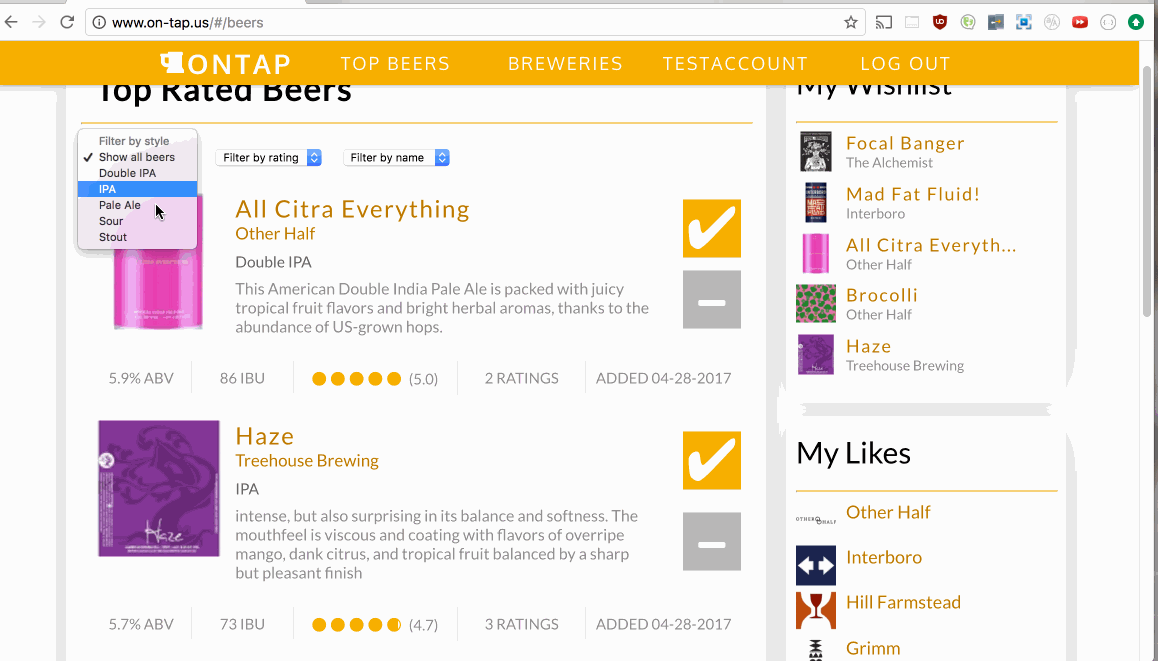 www.on-tap.us/#/beers
ONTAP
TOP BEERS
BREWERIES
TESTACCOUNT
LOG OUT
Top Rated Beers
Filter by style
Show all beers
Double IPA
IPA
Pale Ale
Sour
Stout
Filter by rating
Filter by name
All Citra Everything
Other Half
Double IPA
This American Double India Pale Ale is packed with juicy
tropical fruit flavors and bright herbal aromas, thanks to the
abundance of US-grown hops.
5.9% ABV
86 IBU
(5.0)
2 RATINGS
ADDED 04-28-2017
Haze
Treehouse Brewing
IPA
intense, but also surprising in its balance and softness. The
mouthfeel is viscous and coating with flavors of overripe
mango, dank citrus, and tropical fruit balanced by a sharp
but pleasant finish
Haze
5.7% ABV
73 IBU
(4.7)
3 RATINGS
ADDED 04-28-2017
My Wishlist
Focal Banger
The Alchemist
Mad Fat Fluid!
Interboro
All Citra Everyth...
Other Half
Brocolli
Other Half
Haze
Treehouse Brewing
My Likes
OTHER HALF
Other Half
Interboro
Hill Farmstead
Grimm